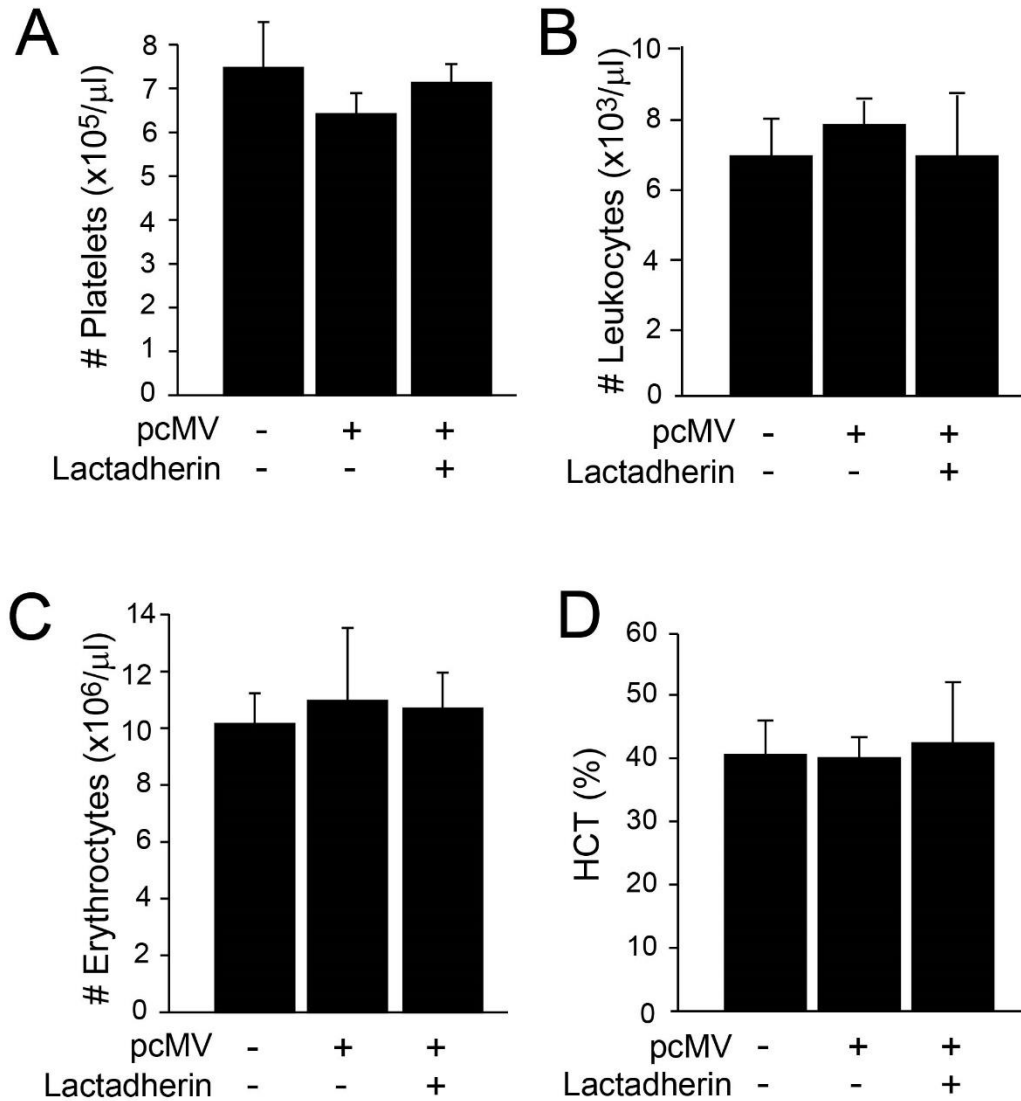 A
# Platelets (x10⁵/µl)
8
7
6
5
4
3
2
1
0
pcMV - + +
Lactadherin - - +
B
# Leukocytes (x10³/µl)
10
8
6
4
2
0
pcMV - + +
Lactadherin - - +
C
# Erythroctytes (x10⁶/µl)
14
12
10
8
6
4
2
0
pcMV - + +
Lactadherin - - +
D
HCT (%)
60
50
40
30
20
10
0
pcMV - + +
Lactadherin - - +